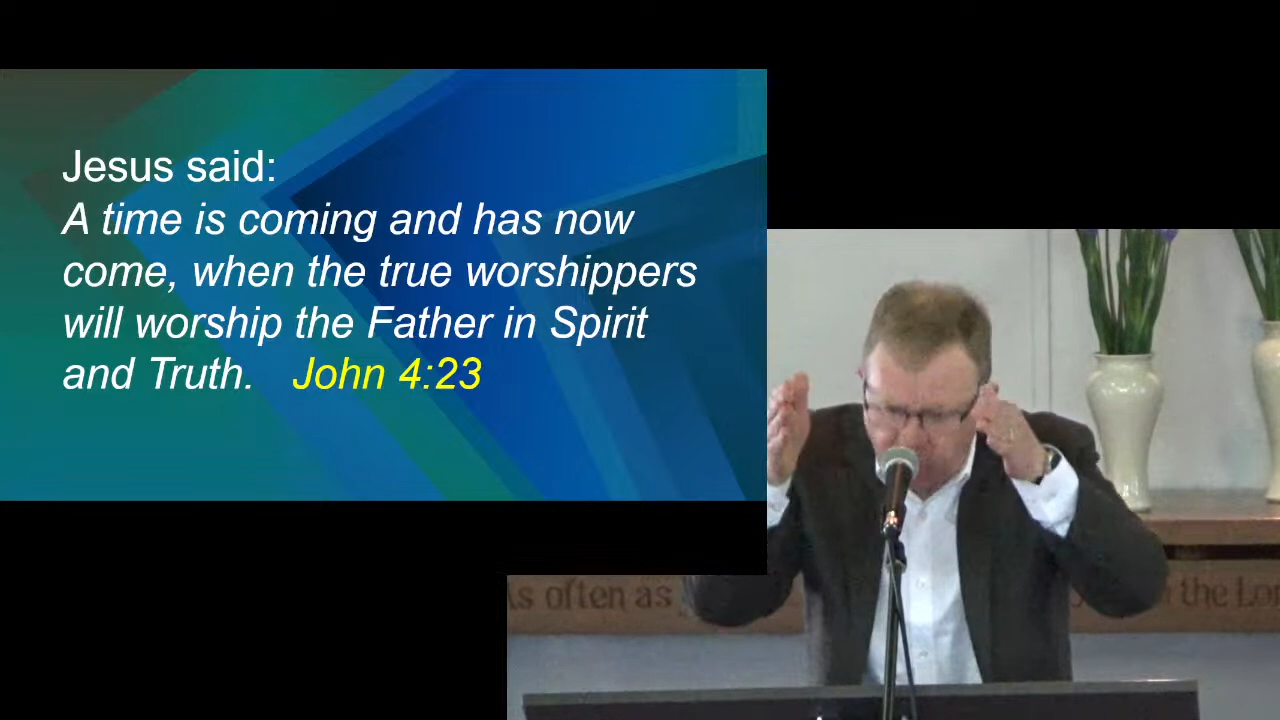 Jesus said:
A time is coming and has now
come, when the true worshippers
will worship the Father in Spirit
and Truth. John 4:23
As often as
the Lor